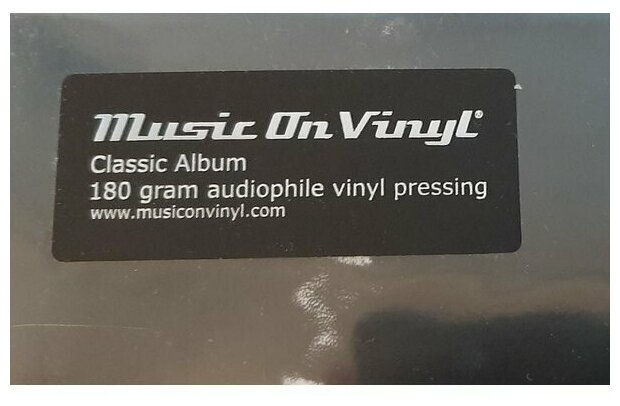 Music On Vinyl®
Classic Album
180 gram audiophile vinyl pressing
www.musiconvinyl.com